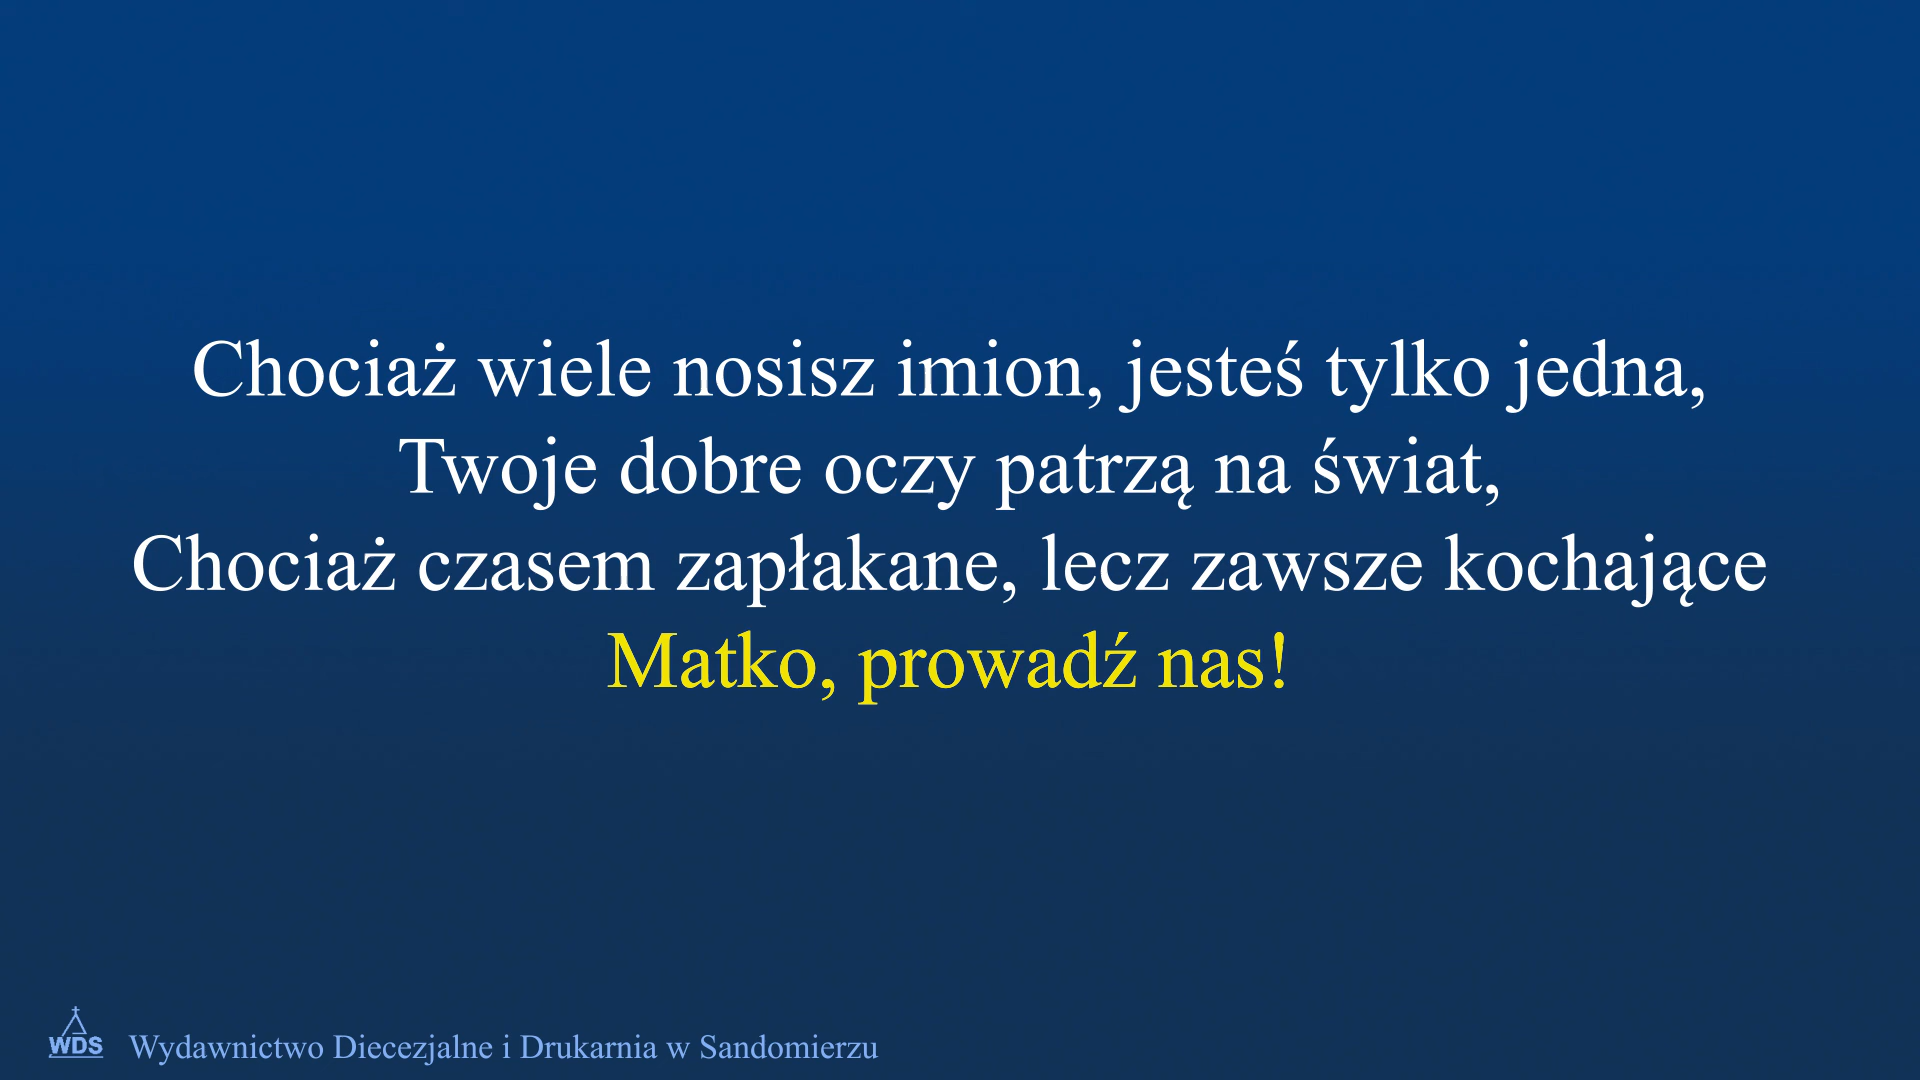 Chociaż wiele nosisz imion, jesteś tylko jedna,
Twoje dobre oczy patrzą na świat,
Chociaż czasem zapłakane, lecz zawsze kochające
Matko, prowadź nas!
WDS Wydawnictwo Diecezjalne i Drukarnia w Sandomierzu